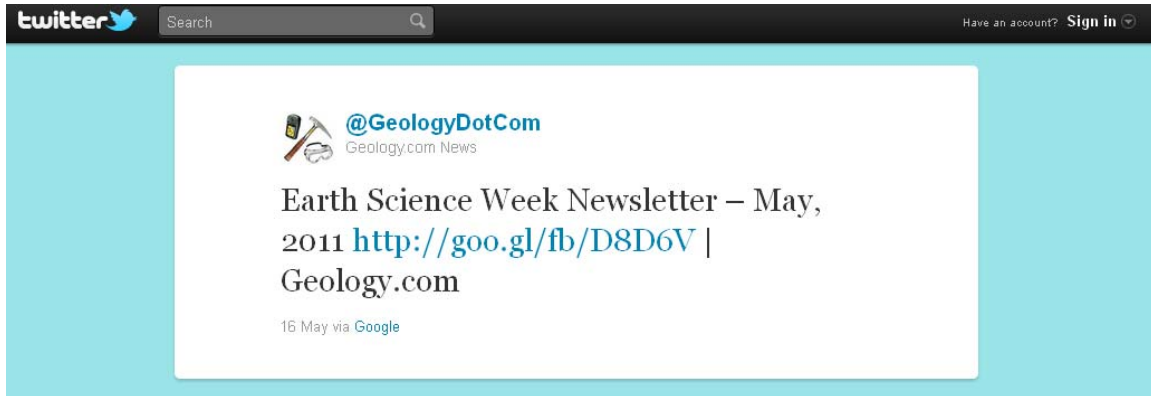 twitter Search Have an account? Sign in
@GeologyDotCom
Geology.com News
Earth Science Week Newsletter – May,
2011 http://goo.gl/fb/D8D6V |
Geology.com
16 May via Google